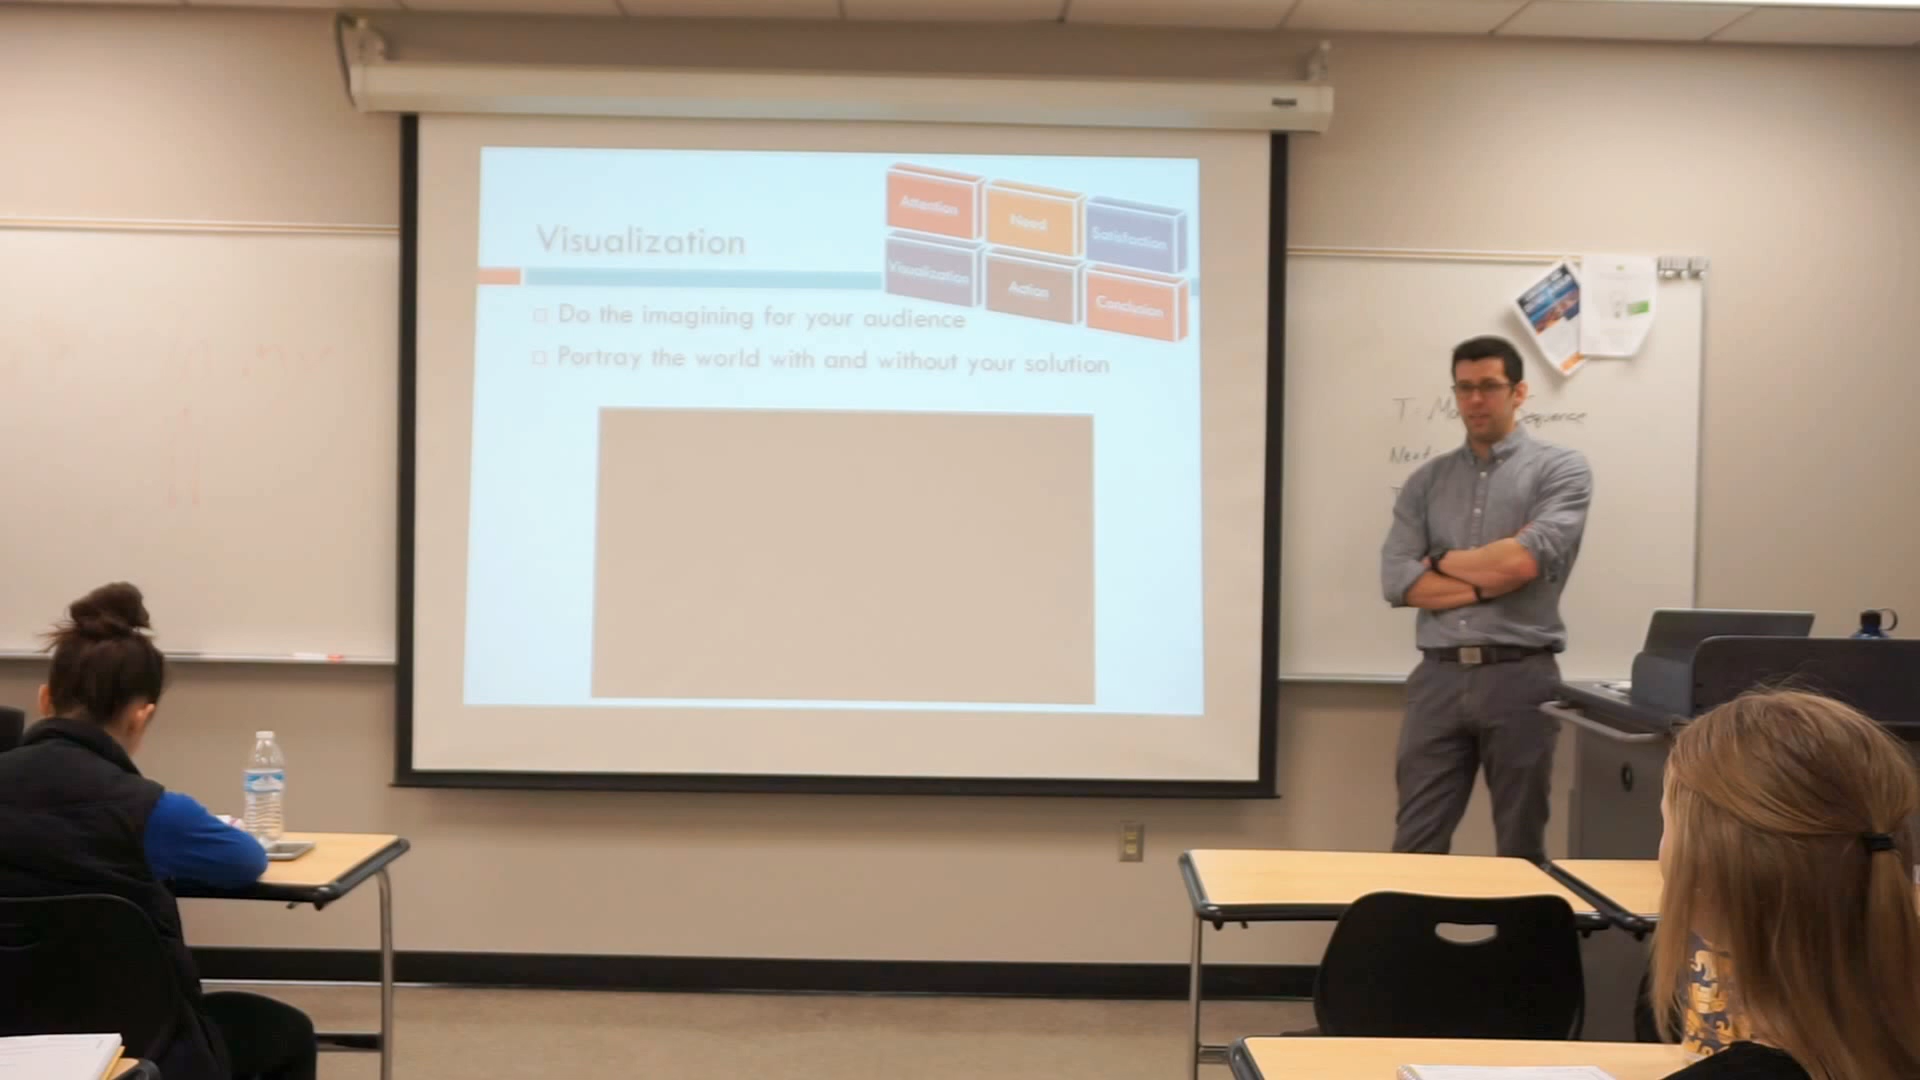 Visualization
Attention
Need
Satisfaction
Visualization
Action
Conclusion
Do the imagining for your audience
Portray the world with and without your solution
T:
Sequence